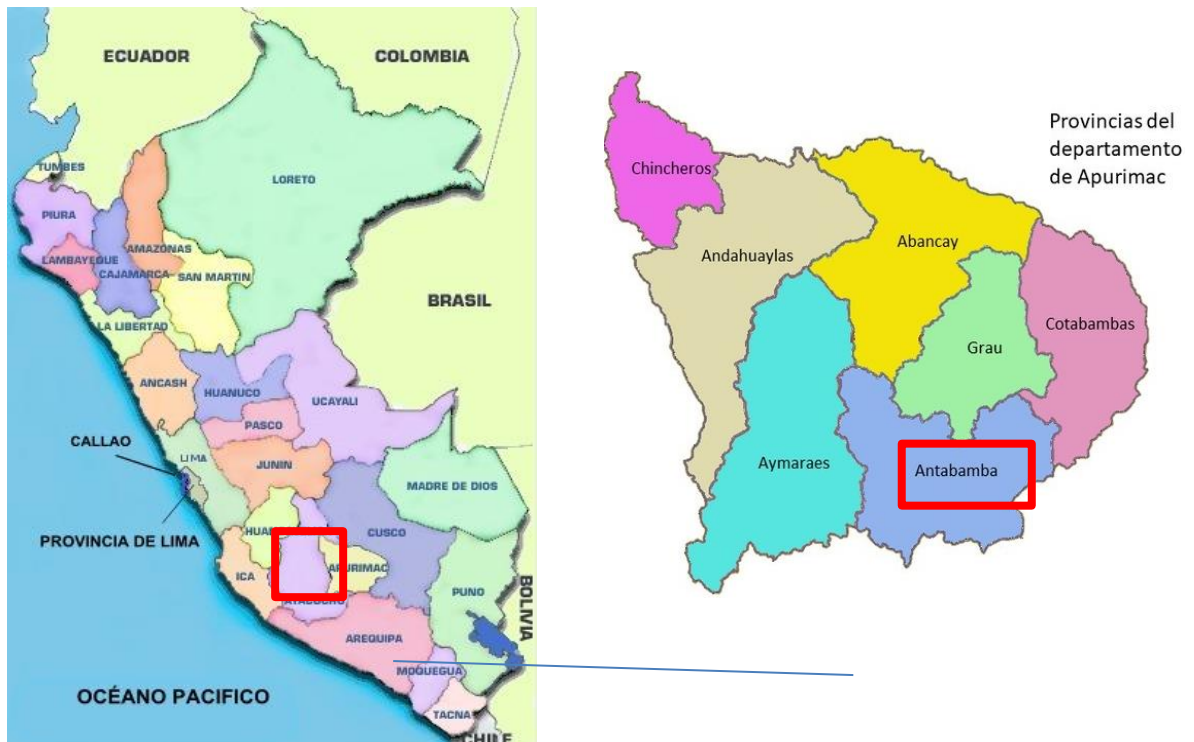 ECUADOR
COLOMBIA
TUMBES
LORETO
PIURA
AMAZONAS
LAMBAYEQUE
CAJAMARCA
SAN MARTIN
BRASIL
LA LIBERTAD
ANCASH
HUANUCO
UCAYALI
PASCO
CALLAO
LIMA
JUNIN
MADRE DE DIOS
PROVINCIA DE LIMA
CUSCO
ICA
APURIMAC
PUNO
BOLIVIA
AREQUIPA
MOQUEGUA
OCÉANO PACIFICO
TACNA
CHILE
Provincias del
departamento
de Apurimac
Chincheros
Andahuaylas
Abancay
Cotabambas
Grau
Aymaraes
Antabamba